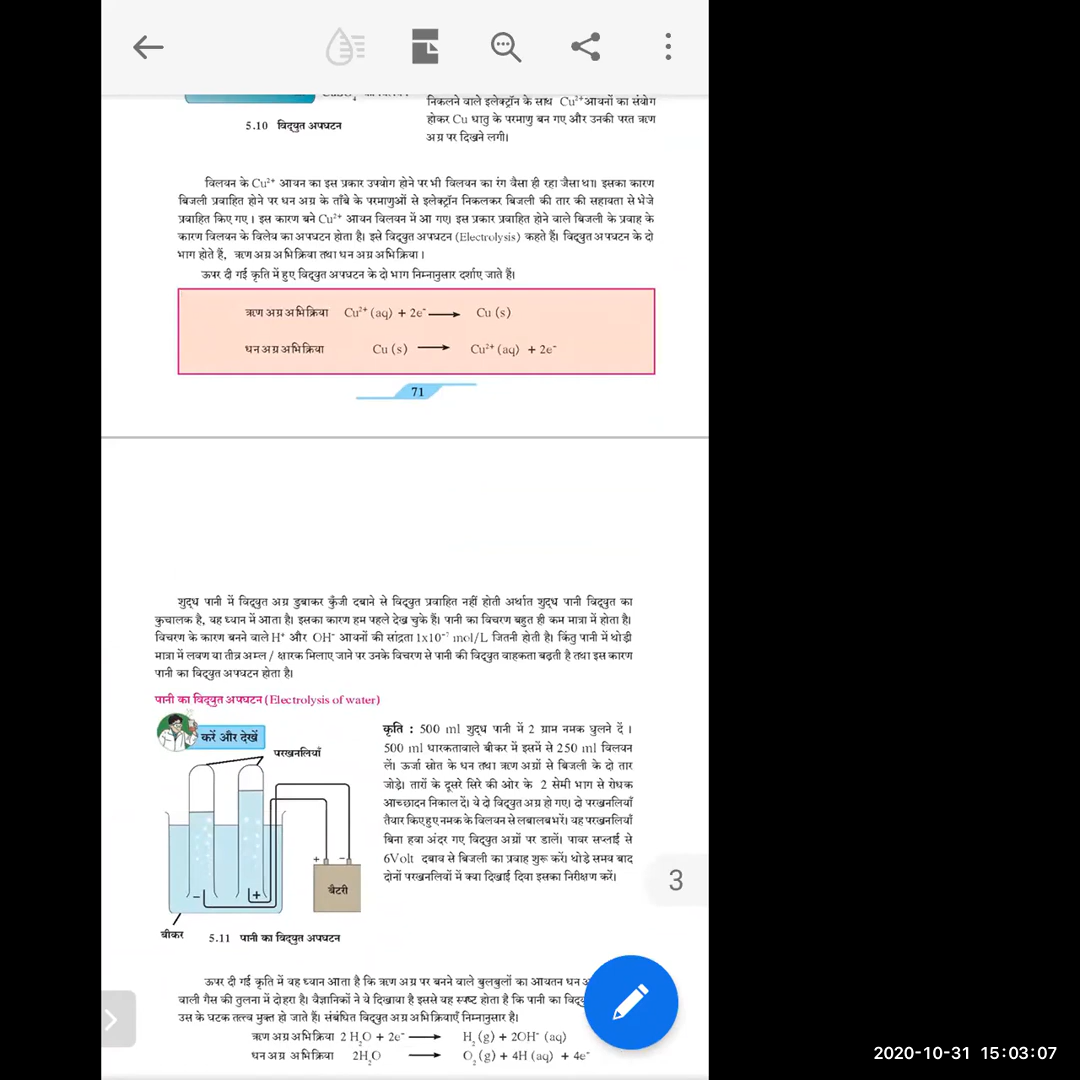 निकलने वाले इलेक्ट्रॉन के साथ Cu²⁺आयनों का संयोग
होकर Cu धातु के परमाणु बन गए और उनकी परत ऋण
अग्र पर दिखने लगी।
5.10 विद्युत अपघटन
विलयन के Cu²⁺ आयन का इस प्रकार उपयोग होने पर भी विलयन का रंग वैसा ही रहा जैसा था। इसका कारण
बिजली प्रवाहित होने पर धन अग्र के ताँबे के परमाणुओं से इलेक्ट्रॉन निकलकर बिजली की तार की सहायता से भेजे
प्रवाहित किए गए । इस कारण बने Cu²⁺ आयन विलयन में आ गए। इस प्रकार प्रवाहित होने वाले बिजली के प्रवाह के
कारण विलयन के विलेय का अपघटन होता है। इसे विद्युत अपघटन (Electrolysis) कहते हैं। विद्युत अपघटन के दो
भाग होते हैं, ऋण अग्र अभिक्रिया तथा धन अग्र अभिक्रिया ।
ऊपर दी गई कृति में हुए विद्युत अपघटन के दो भाग निम्नानुसार दर्शाए जाते हैं।
ऋण अग्र अभिक्रिया Cu²⁺ (aq) + 2e⁻ ⟶ Cu (s)
धन अग्र अभिक्रिया Cu (s) ⟶ Cu²⁺ (aq) + 2e⁻
71
शुद्ध पानी में विद्युत अग्र डुबाकर कुँजी दबाने से विद्युत प्रवाहित नहीं होती अर्थात शुद्ध पानी विद्युत का
कुचालक है, यह ध्यान में आता है। इसका कारण हम पहले देख चुके हैं। पानी का विचरण बहुत ही कम मात्रा में होता है।
विचरण के कारण बनने वाले H⁺ और OH⁻ आयनों की सांद्रता 1x10⁻⁷ mol/L जितनी होती है। किंतु पानी में थोड़ी
मात्रा में लवण या तीव्र अम्ल / क्षारक मिलाए जाने पर उनके विचरण से पानी की विद्युत वाहकता बढ़ती है तथा इस कारण
पानी का विद्युत अपघटन होता है।
पानी का विद्युत अपघटन (Electrolysis of water)
करें और देखें
परखनलियाँ
+ −
बैटरी
− +
बीकर
5.11 पानी का विद्युत अपघटन
कृति : 500 ml शुद्ध पानी में 2 ग्राम नमक घुलने दें ।
500 ml धारकतावाले बीकर में इसमें से 250 ml विलयन
लें। ऊर्जा स्रोत के धन तथा ऋण अग्रों से बिजली के दो तार
जोड़ें। तारों के दूसरे सिरे की ओर के 2 सेमी भाग से रोधक
आच्छादन निकाल दें। ये दो विद्युत अग्र हो गए। दो परखनलियाँ
तैयार किए हुए नमक के विलयन से लबालब भरें। यह परखनलियाँ
बिना हवा अंदर गए विद्युत अग्रों पर डालें। पावर सप्लाई से
6Volt दबाव से बिजली का प्रवाह शुरू करें। थोड़े समय बाद
दोनों परखनलियों में क्या दिखाई दिया इसका निरीक्षण करें।
3
ऊपर दी गई कृति में यह ध्यान आता है कि ऋण अग्र पर बनने वाले बुलबुलों का आयतन धन
वाली गैस की तुलना में दोहरा है। वैज्ञानिकों ने ये दिखाया है इससे यह स्पष्ट होता है कि पानी का
उस के घटक तत्त्व मुक्त हो जाते हैं। संबंधित विद्युत अग्र अभिक्रियाएँ निम्नानुसार है।
ऋण अग्र अभिक्रिया 2 H₂O + 2e⁻ ⟶ H₂ (g) + 2OH⁻ (aq)
धन अग्र अभिक्रिया 2H₂O ⟶ O₂ (g) + 4H (aq) + 4e⁻
2020-10-31 15:03:07